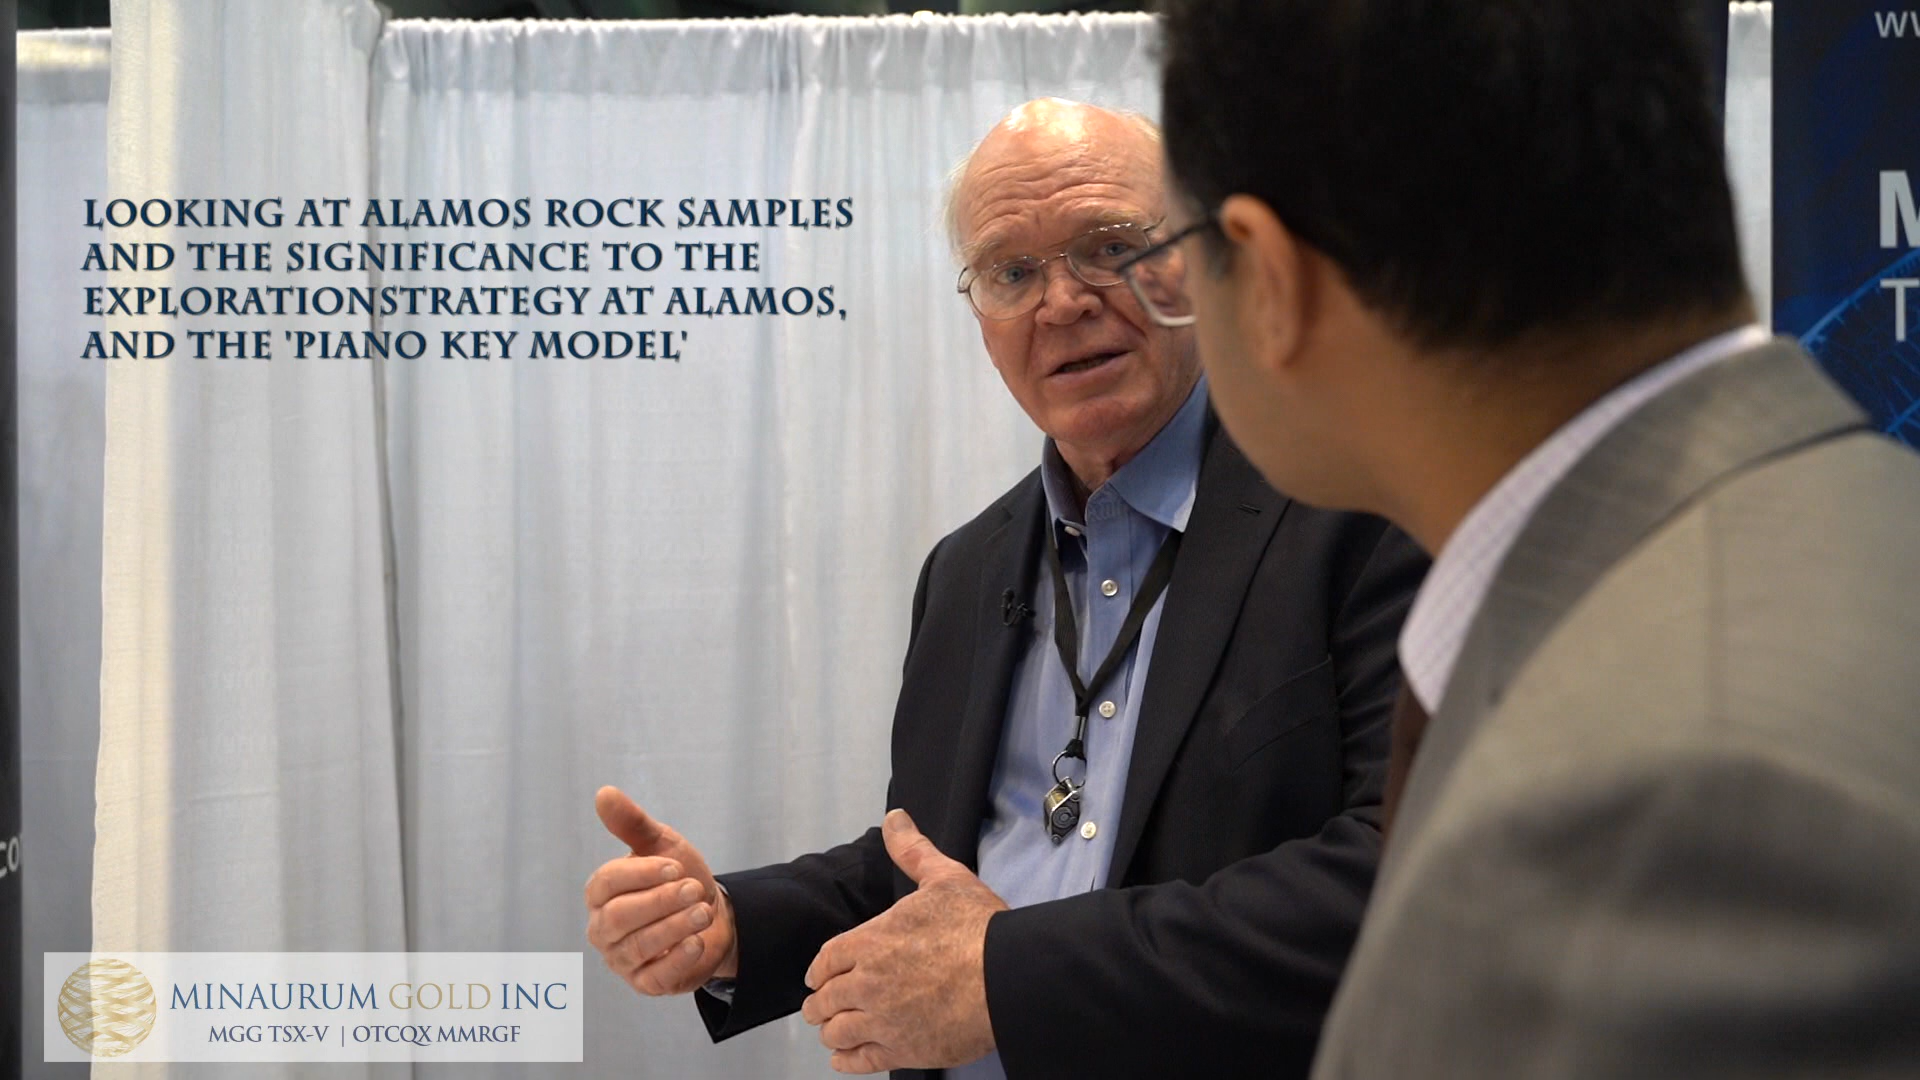 LOOKING AT ALAMOS ROCK SAMPLES
AND THE SIGNIFICANCE TO THE
EXPLORATIONSTRATEGY AT ALAMOS,
AND THE 'PIANO KEY MODEL'
MINAURUM GOLD INC
MGG TSX-V | OTCQX MMRGF